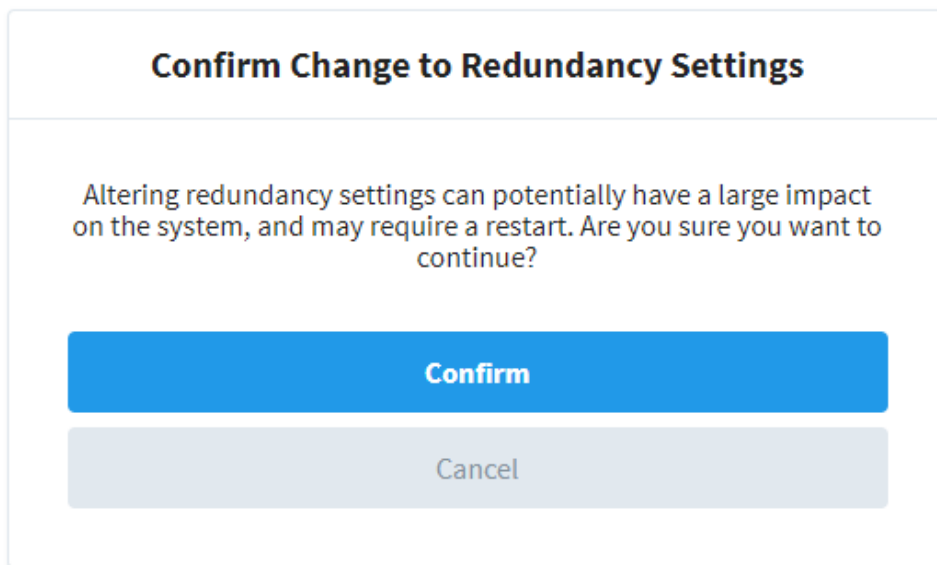 Confirm Change to Redundancy Settings
Altering redundancy settings can potentially have a large impact
on the system, and may require a restart. Are you sure you want to
continue?
Confirm
Cancel